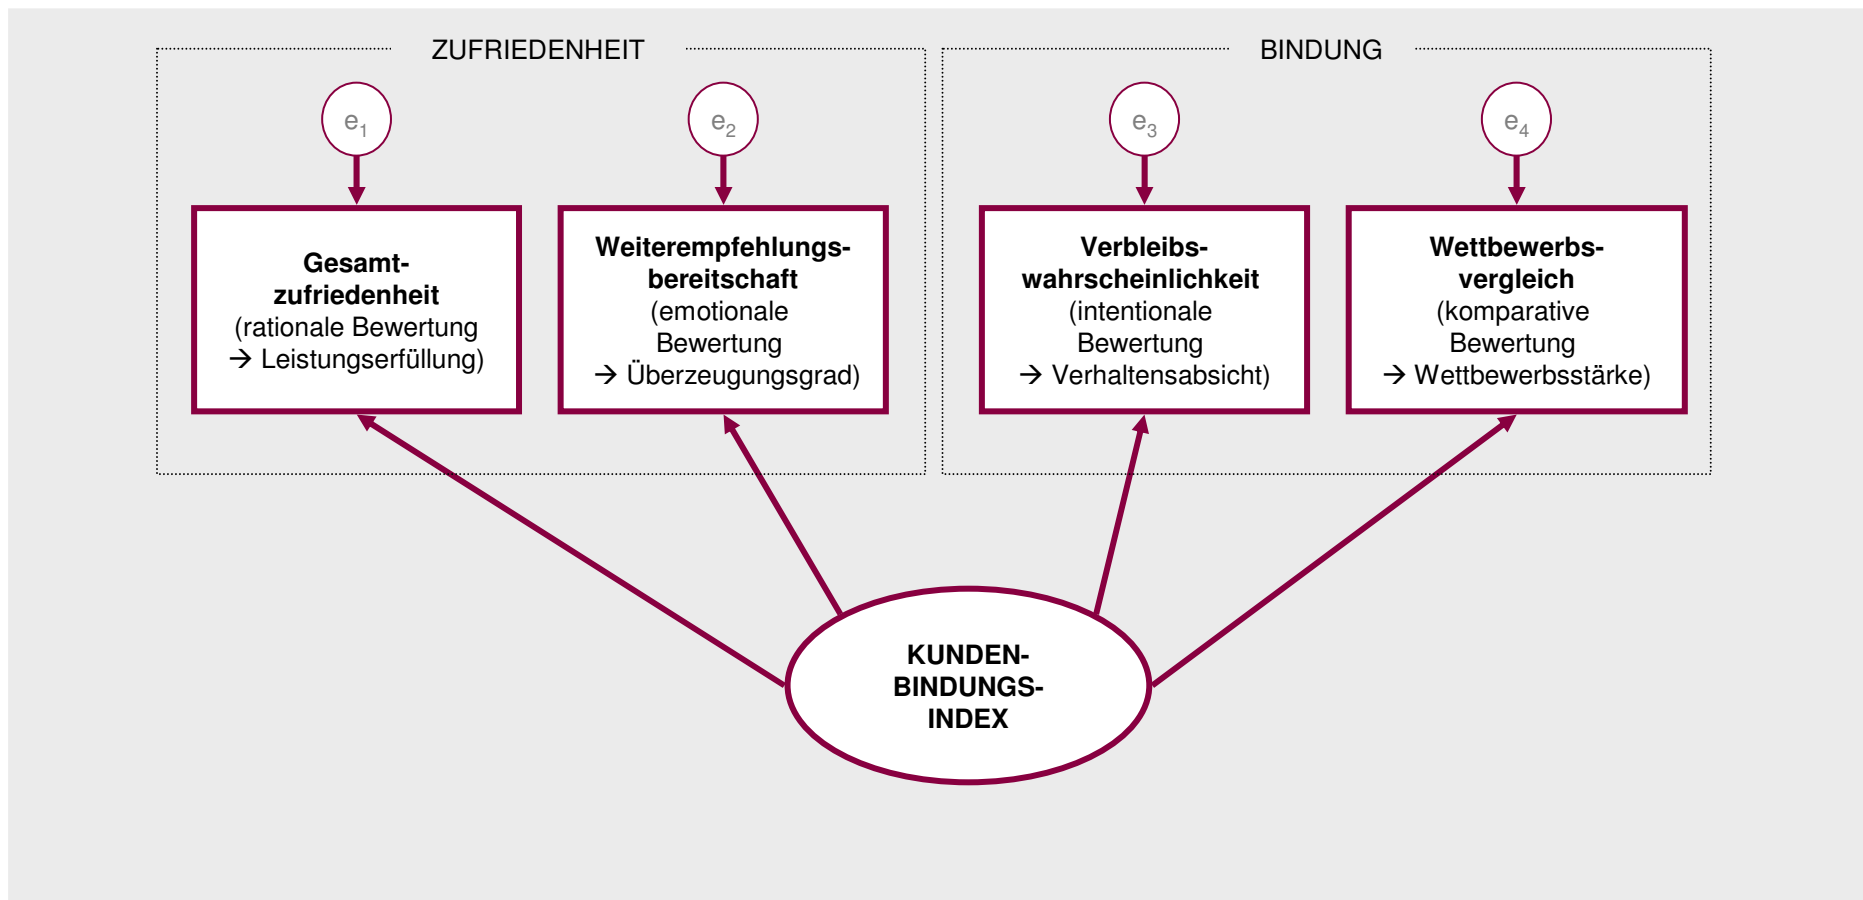 ZUFRIEDENHEIT
e1
e2
Gesamt-
zufriedenheit
(rationale Bewertung
→ Leistungserfüllung)
Weiterempfehlungs-
bereitschaft
(emotionale
Bewertung
→ Überzeugungsgrad)
BINDUNG
e3
e4
Verbleibs-
wahrscheinlichkeit
(intentionale
Bewertung
→ Verhaltensabsicht)
Wettbewerbs-
vergleich
(komparative
Bewertung
→ Wettbewerbsstärke)
KUNDEN-
BINDUNGS-
INDEX